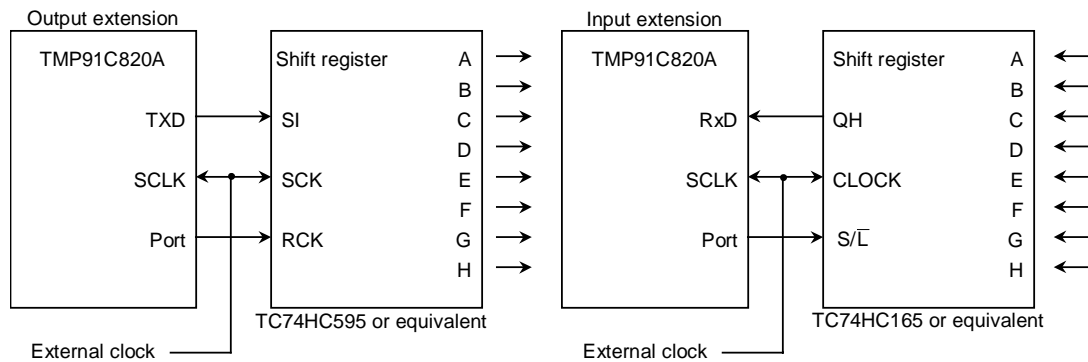 Output extension
TMP91C820A
TXD
SCLK
Port
Shift register
SI
SCK
RCK
A
B
C
D
E
F
G
H
TC74HC595 or equivalent
External clock
Input extension
TMP91C820A
RxD
SCLK
Port
Shift register
QH
CLOCK
S/L̅
A
B
C
D
E
F
G
H
TC74HC165 or equivalent
External clock